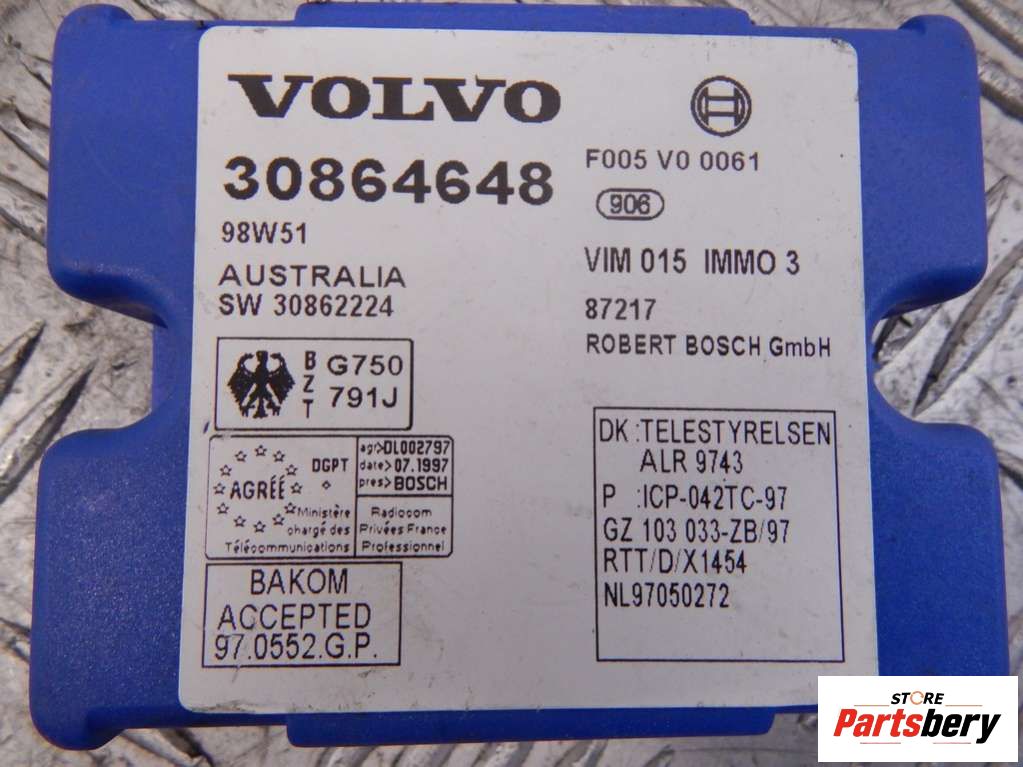 VOLVO
30864648
98W51
AUSTRALIA
SW 30862224
F005 V0 0061
906
VIM 015 IMMO 3
87217
ROBERT BOSCH GmbH
BZT
G750
791J
AGRÉÉ
DGPT
Ministère
chargé des
Télécommunications
agr>DL002797
date>07.1997
pres>BOSCH
Radiocom
Privées France
Professionnel
BAKOM
ACCEPTED
97.0552.G.P.
DK :TELESTYRELSEN
ALR 9743
P :ICP-042TC-97
GZ 103 033-ZB/97
RTT/D/X1454
NL97050272
STORE
Partsbery